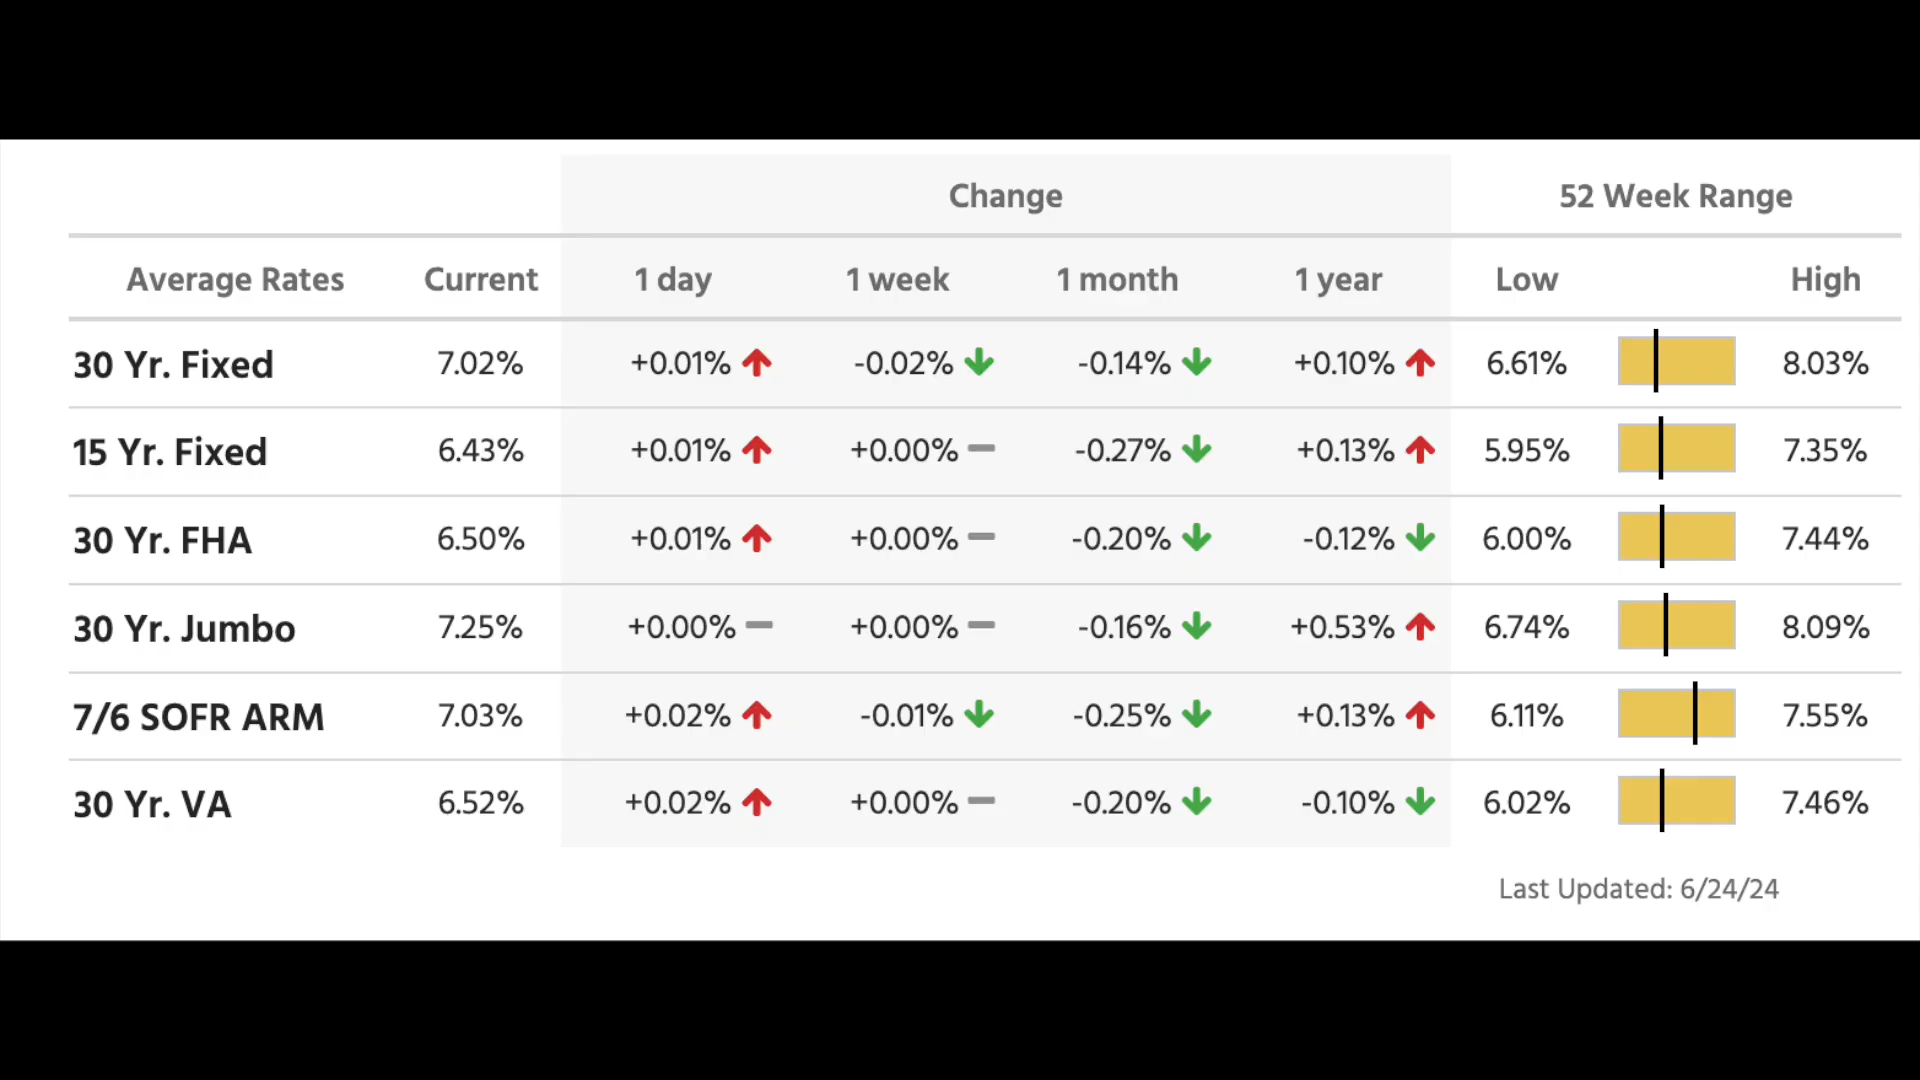 Change 52 Week Range
Average Rates Current 1 day 1 week 1 month 1 year Low High
30 Yr. Fixed 7.02% +0.01% -0.02% -0.14% +0.10% 6.61% 8.03%
15 Yr. Fixed 6.43% +0.01% +0.00% -0.27% +0.13% 5.95% 7.35%
30 Yr. FHA 6.50% +0.01% +0.00% -0.20% -0.12% 6.00% 7.44%
30 Yr. Jumbo 7.25% +0.00% +0.00% -0.16% +0.53% 6.74% 8.09%
7/6 SOFR ARM 7.03% +0.02% -0.01% -0.25% +0.13% 6.11% 7.55%
30 Yr. VA 6.52% +0.02% +0.00% -0.20% -0.10% 6.02% 7.46%
Last Updated: 6/24/24